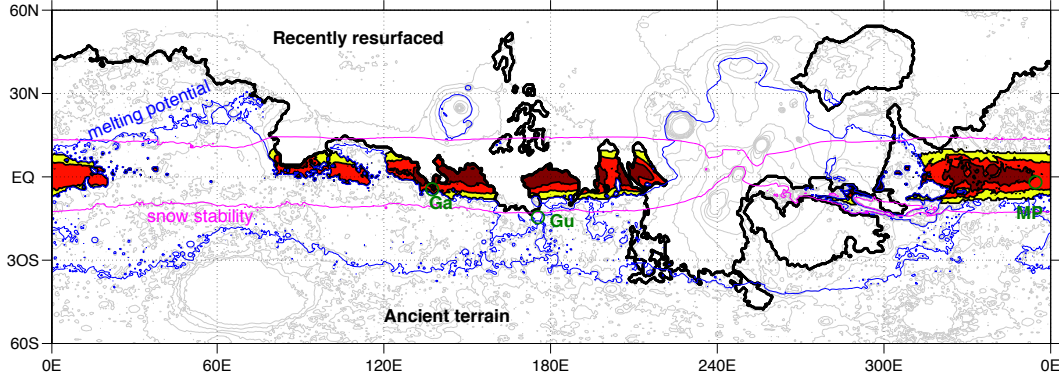 60N
Recently resurfaced
melting potential
30N
EQ
Ga
snow stability
Gu
MP
30S
Ancient terrain
60S
0E 60E 120E 180E 240E 300E 0E